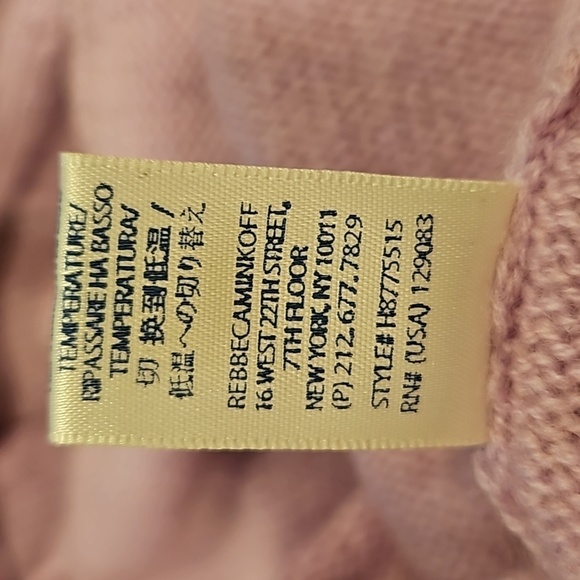 TEMPERATURE/
RIPASSARE HA BASSO
TEMPERATURA/
切 换到低温/
低温への切り替え
REBBECAMINKOFF
16 WEST 22TH STREET,
7TH FLOOR
NEW YORK, NY 10011
(P) 212.677.7829
STYLE# H8775515
RN# (USA) 129083